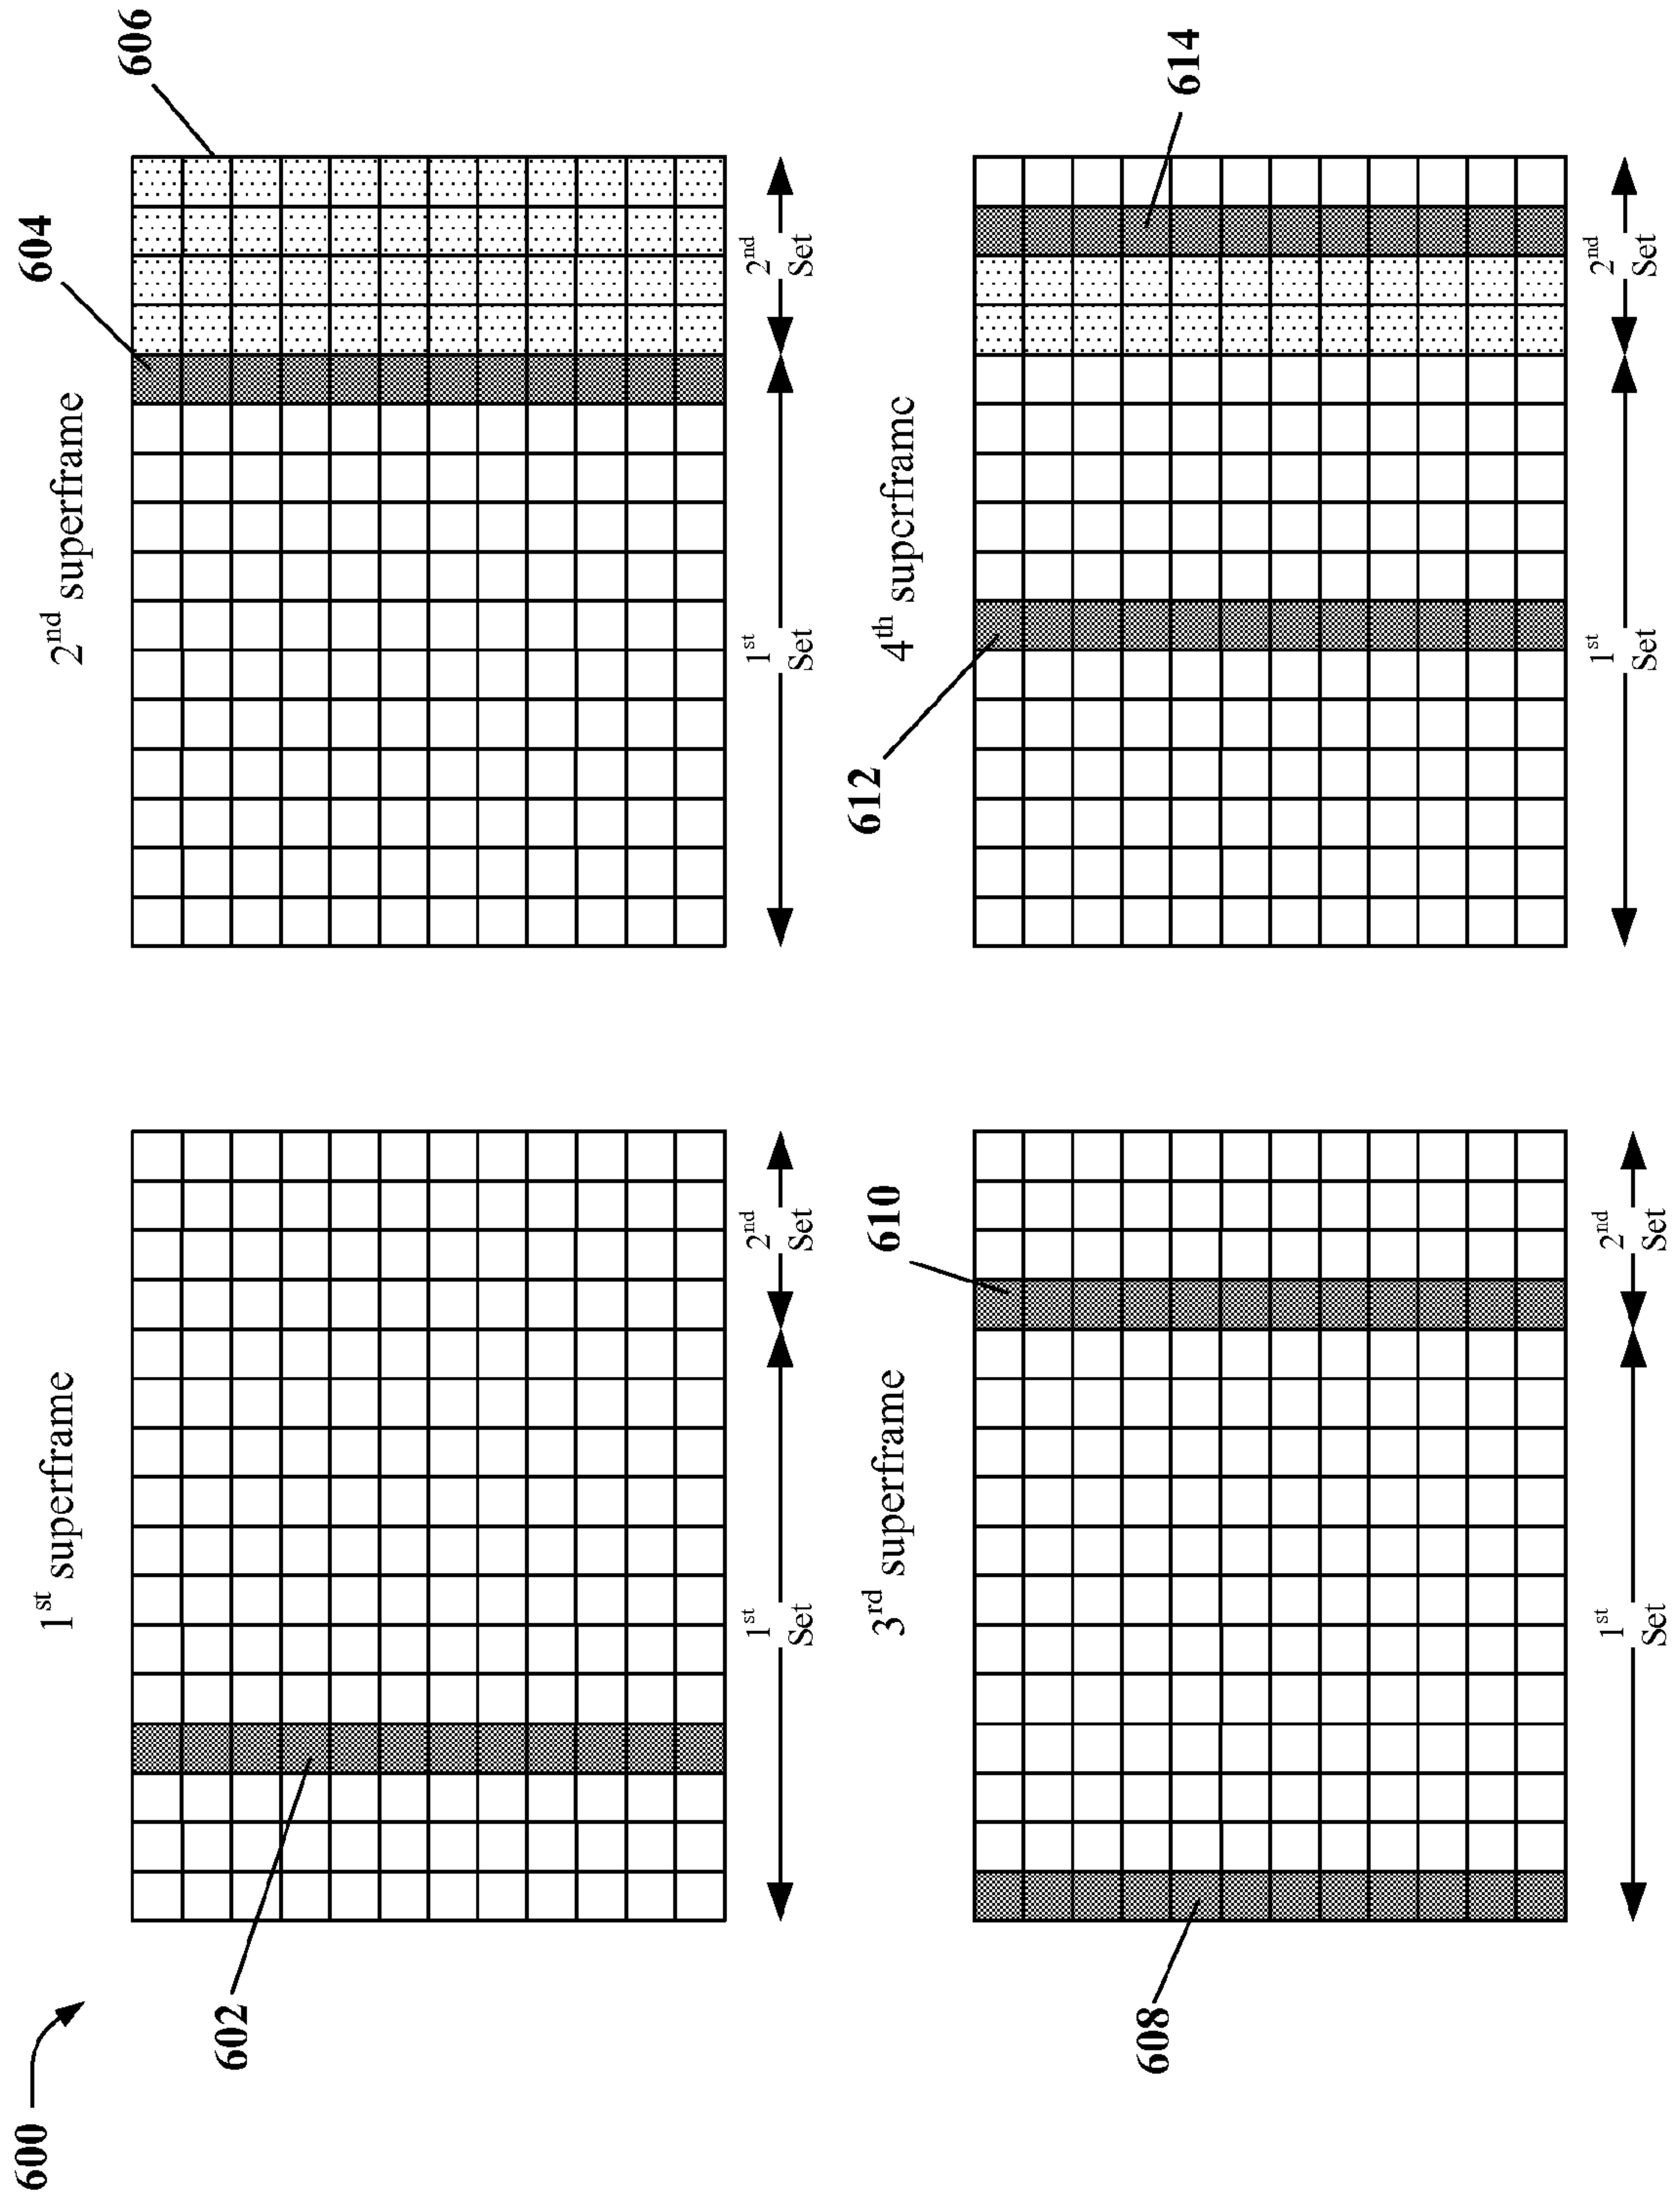 600
1st superframe
2nd superframe
604
606
602
1st
Set
2nd
Set
1st
Set
2nd
Set
3rd superframe
610
612
4th supcrframc
614
608
1st
Set
2nd
Set
1st
Set
2nd
Set